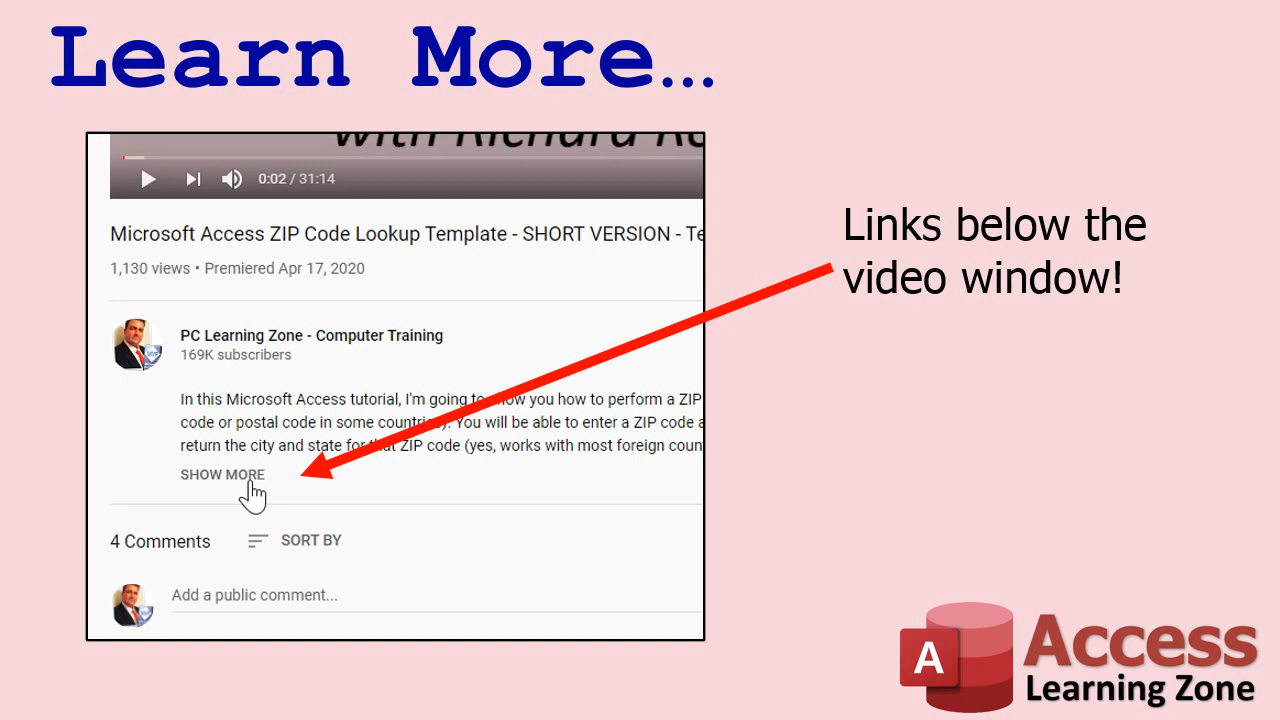 Learn More...
with Richard
0:02 / 31:14
Microsoft Access ZIP Code Lookup Template - SHORT VERSION -
1,130 views • Premiered Apr 17, 2020
PC Learning Zone - Computer Training
169K subscribers
In this Microsoft Access tutorial, I'm going to show you how to perform a ZIP
code or postal code in some countries). You will be able to enter a ZIP code
return the city and state for that ZIP code (yes, works with most foreign
SHOW MORE
4 Comments
SORT BY
Add a public comment...
Links below the
video window!
A
Access
Learning Zone